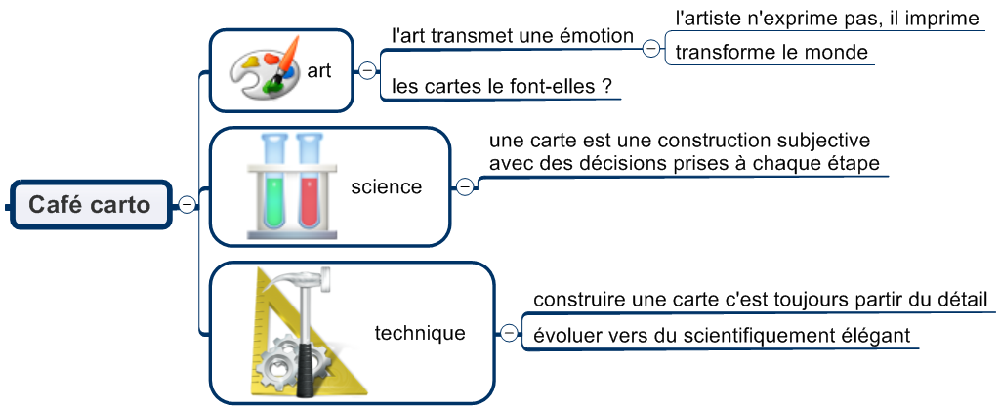 Café carto
art
l'art transmet une émotion
l'artiste n'exprime pas, il imprime
transforme le monde
les cartes le font-elles ?
science
une carte est une construction subjective
avec des décisions prises à chaque étape
technique
construire une carte c'est toujours partir du détail
évoluer vers du scientifiquement élégant